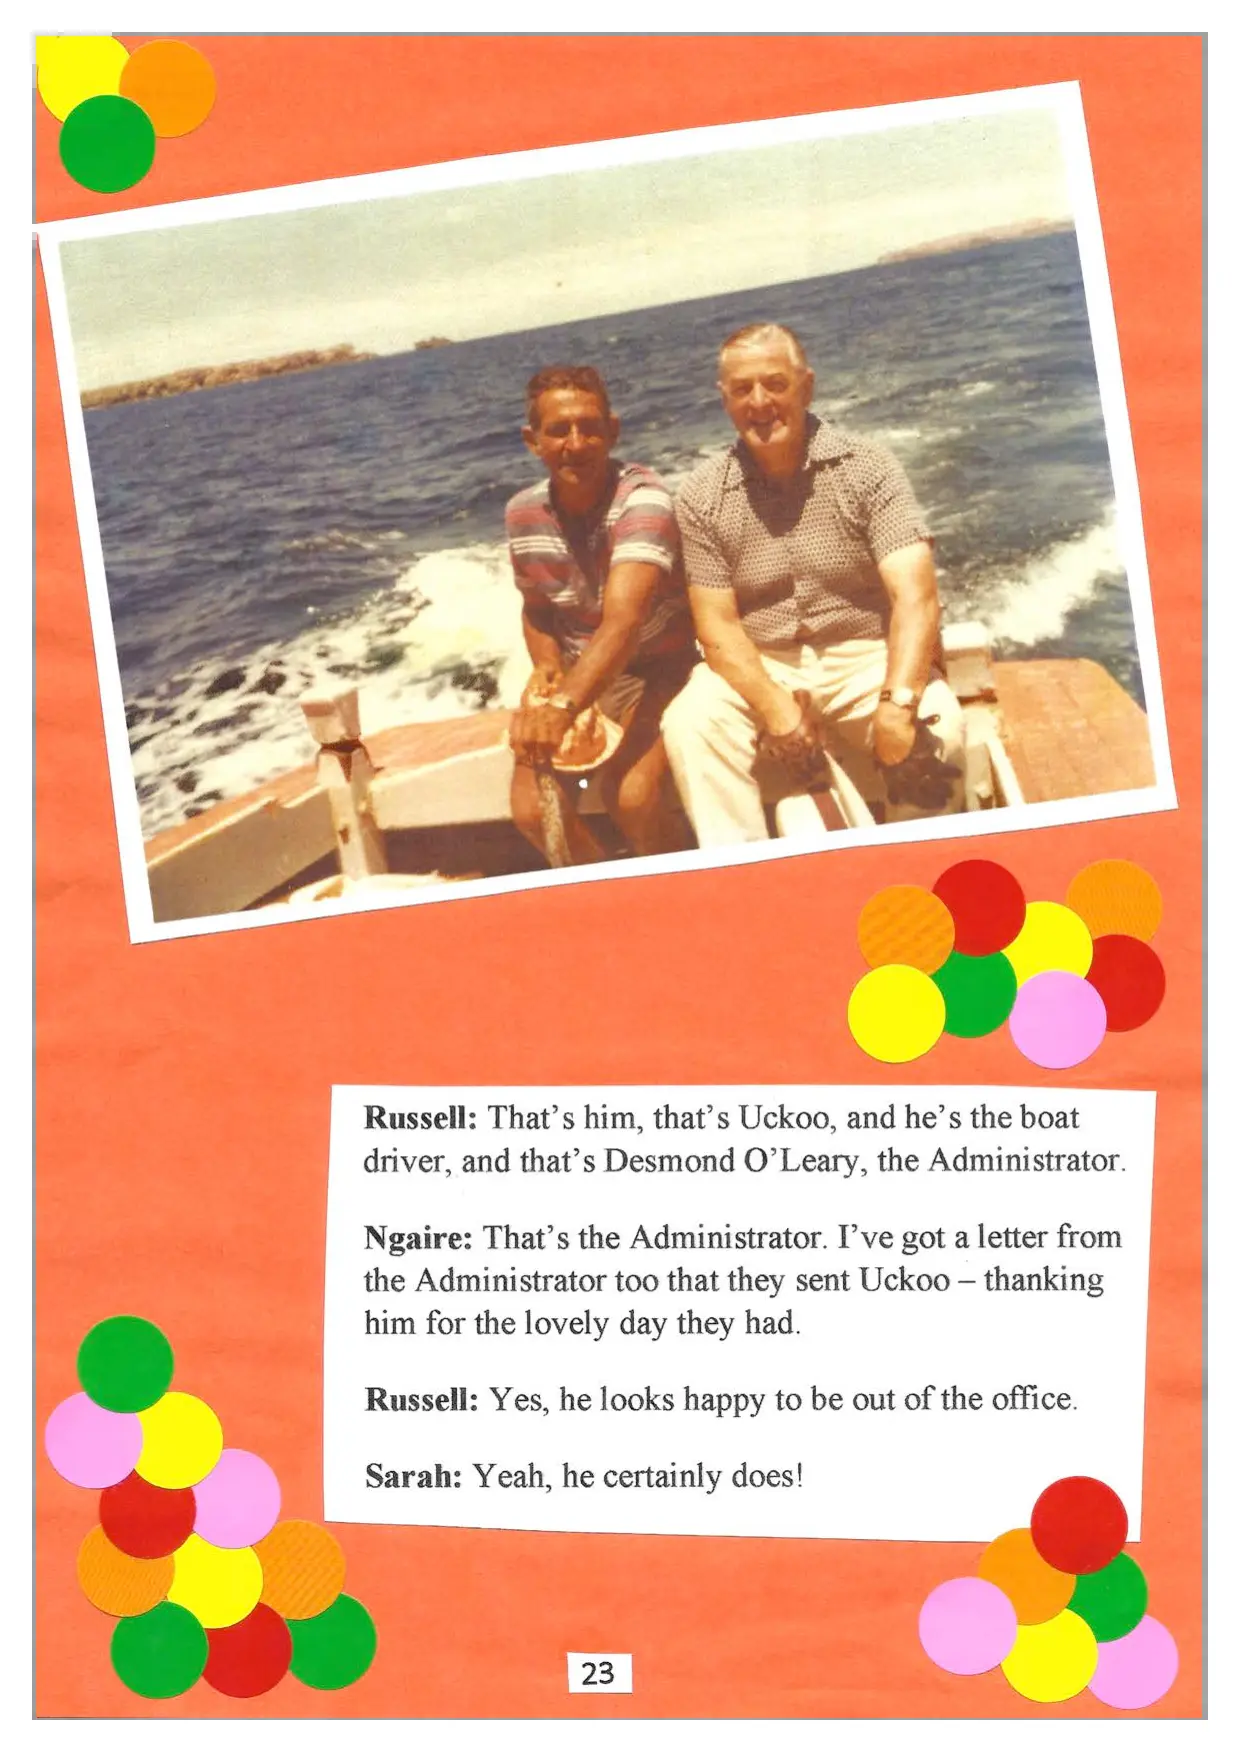 Russell: That's him, that's Uckoo, and he's the boat
driver, and that's Desmond O'Leary, the Administrator.
Ngaire: That's the Administrator. I've got a letter from
the Administrator too that they sent Uckoo – thanking
him for the lovely day they had.
Russell: Yes, he looks happy to be out of the office.
Sarah: Yeah, he certainly does!
23